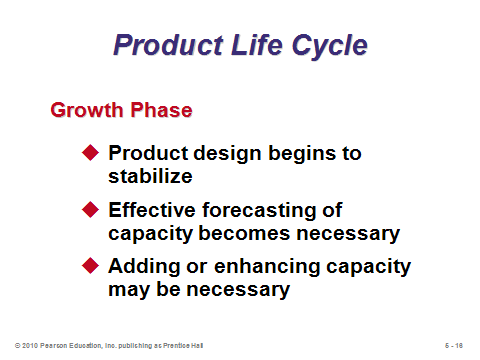 Product Life Cycle
Growth Phase
Product design begins to
stabilize
Effective forecasting of
capacity becomes necessary
Adding or enhancing capacity
may be necessary
© 2010 Pearson Education, Inc. publishing as Prentice Hall
5 - 16